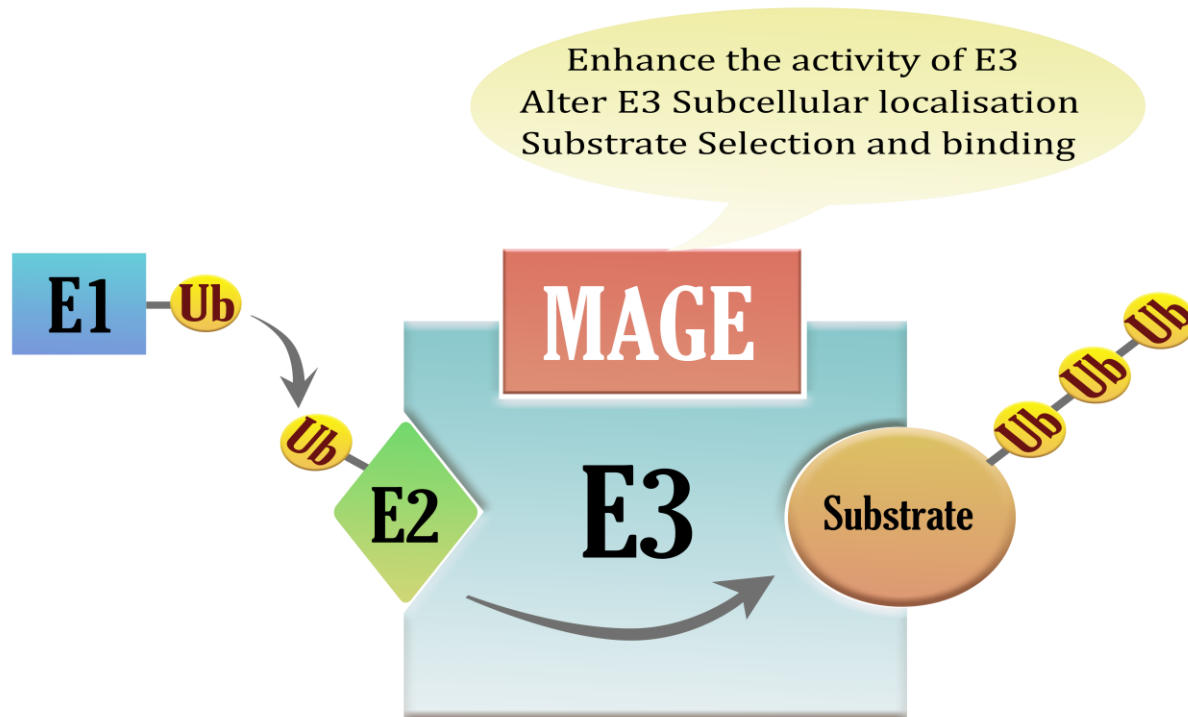 Enhance the activity of E3
Alter E3 Subcellular localisation
Substrate Selection and binding
E1
Ub
MAGE
Ub
Ub
Ub
Ub
E2
E3
Substrate